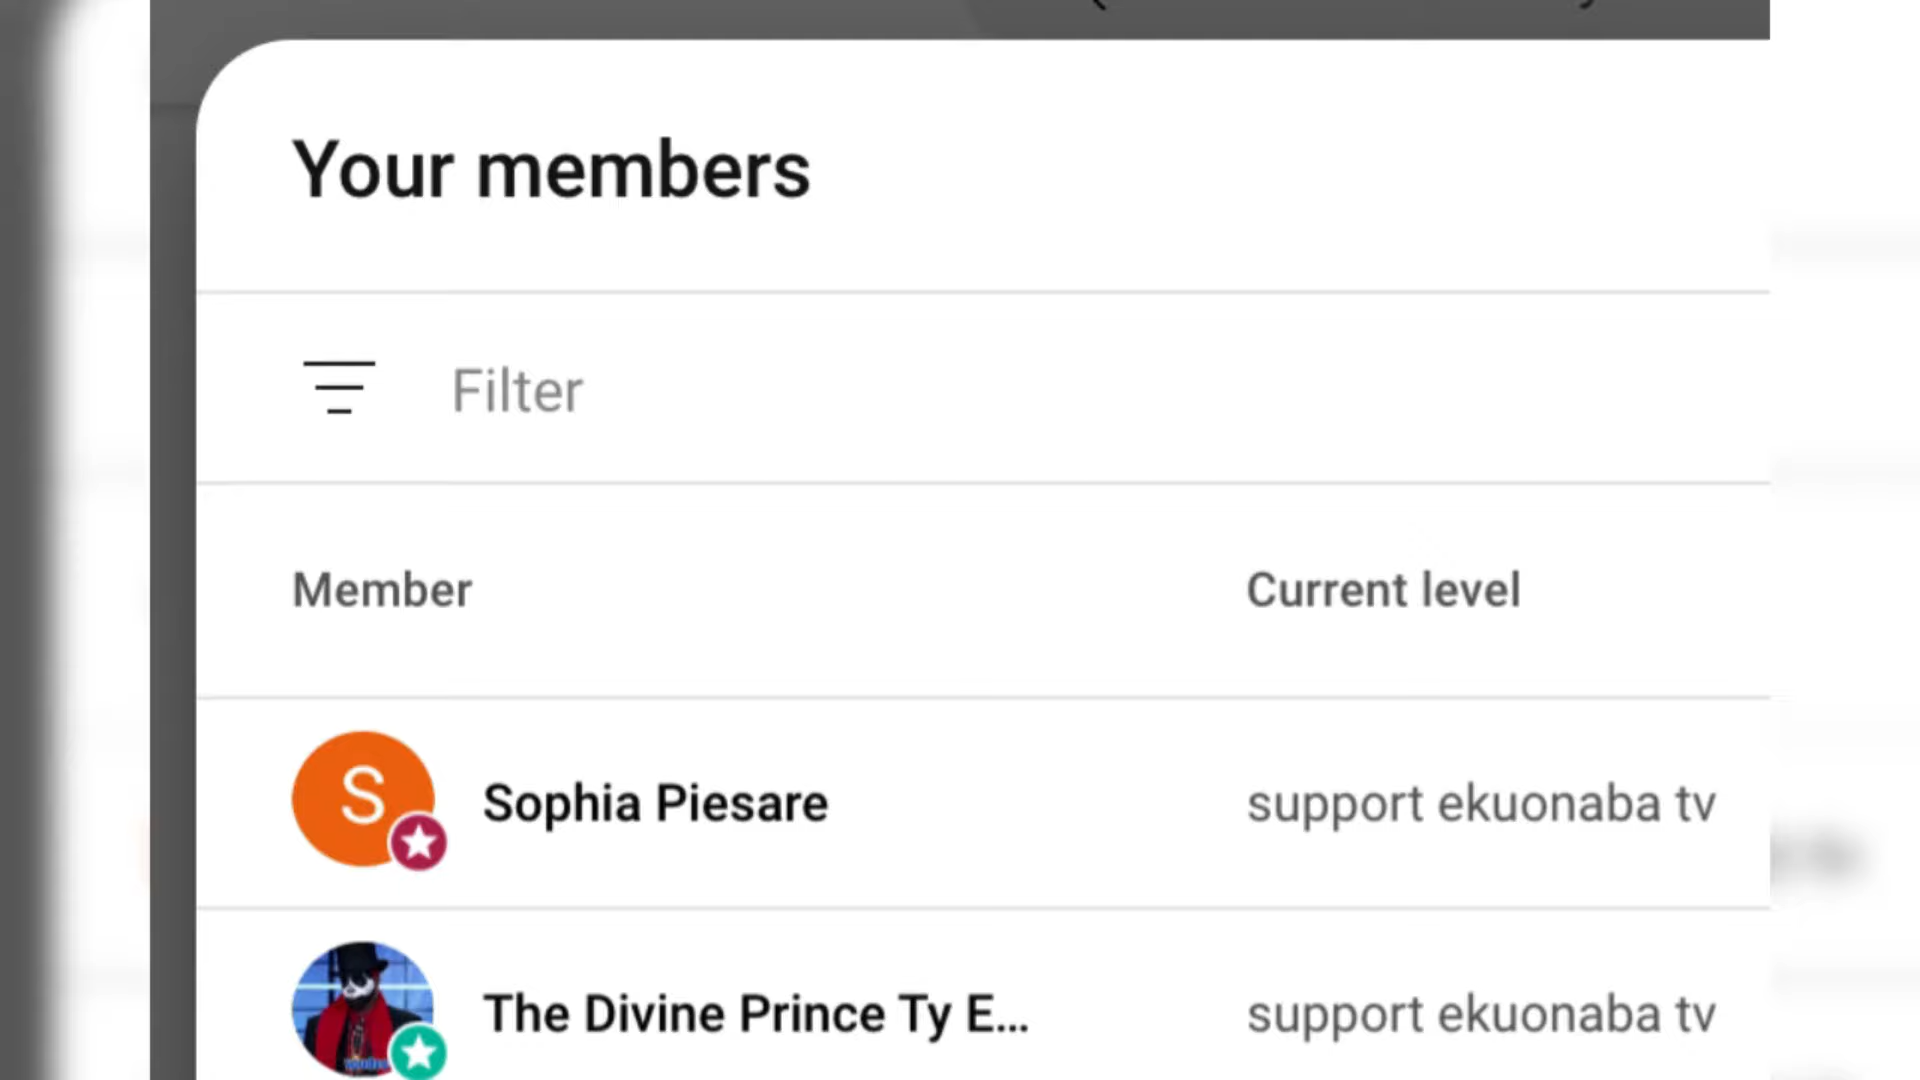 Your members
Filter
Member Current level
S Sophia Piesare support ekuonaba tv
The Divine Prince Ty E... support ekuonaba tv